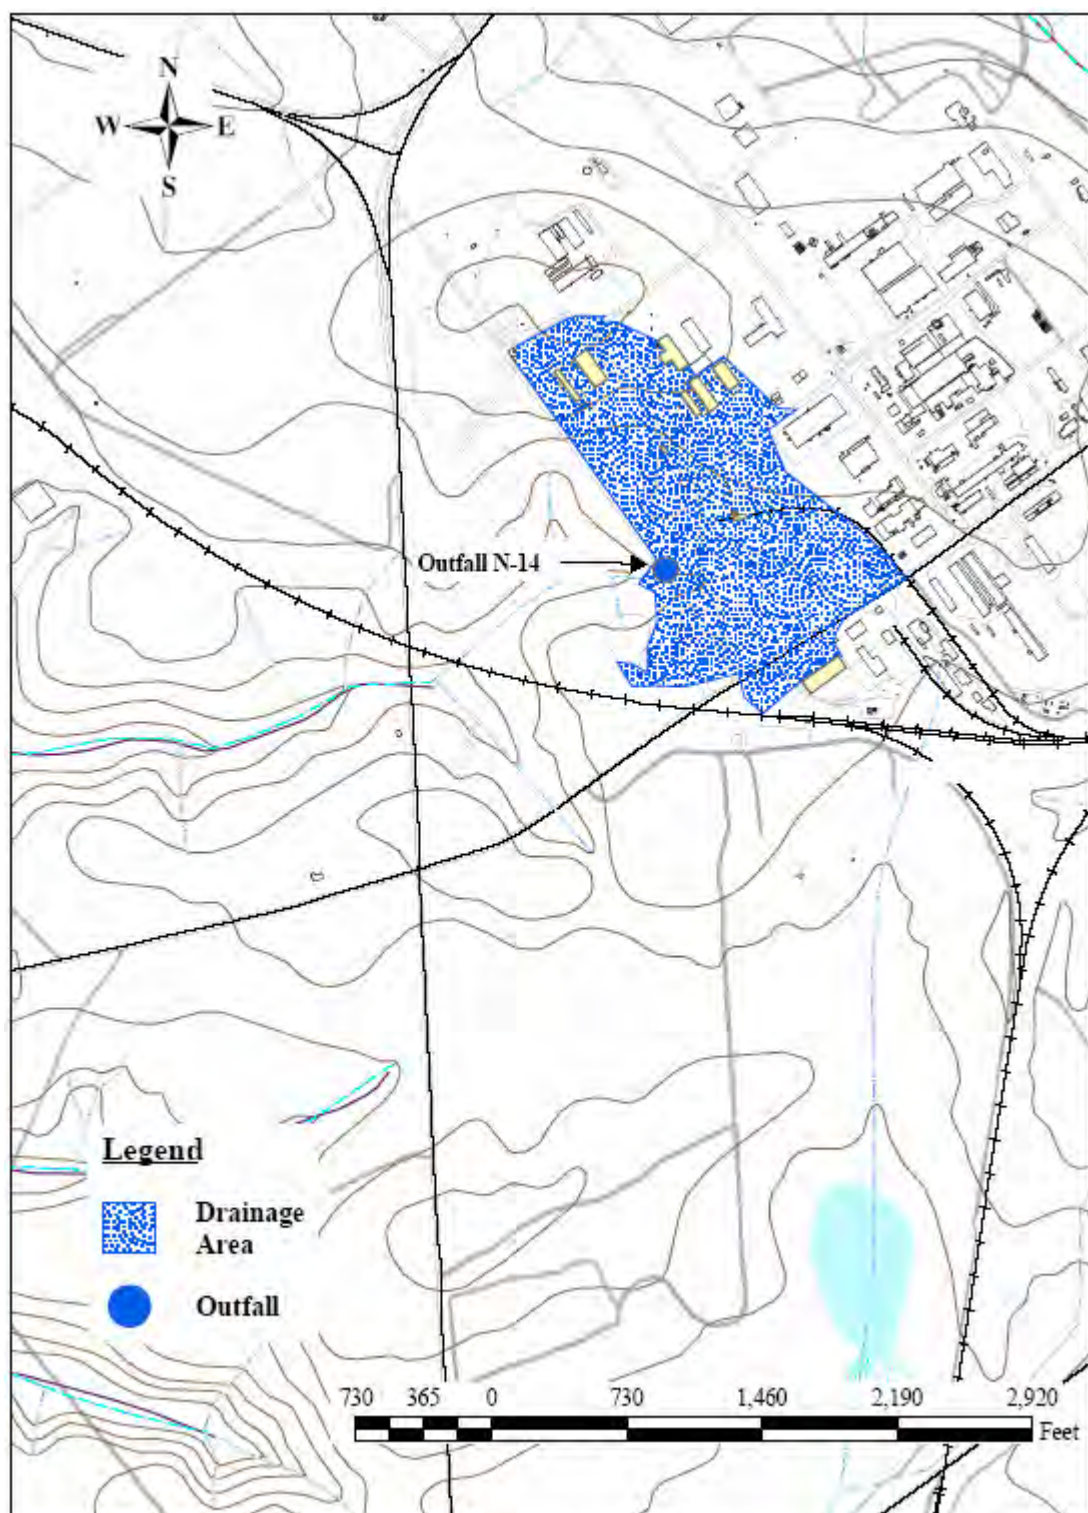 N
W E
S
Outfall N-14
Legend
Drainage
Area
Outfall
730 365 0 730 1,460 2,190 2,920
Feet